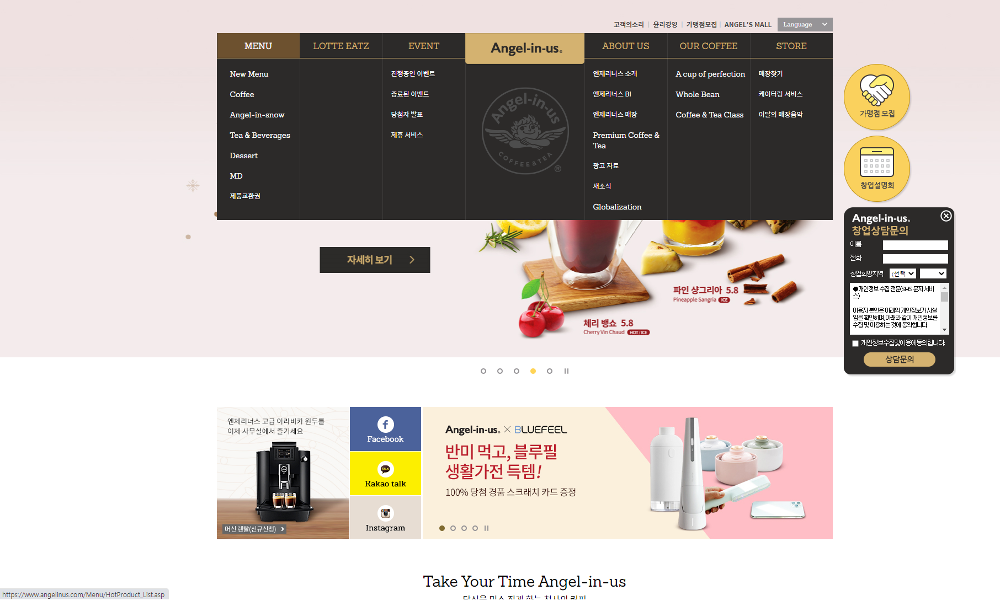 고객의소리
윤리경영
가맹점모집
ANGEL'S MALL
Language
MENU
LOTTE EATZ
EVENT
Angel-in-us®
ABOUT US
OUR COFFEE
STORE
New Menu
Coffee
Angel-in-snow
Tea & Beverages
Dessert
MD
제품교환권
진행중인 이벤트
종료된 이벤트
당첨자 발표
제휴 서비스
Angel-in-us
COFFEE & TEA
®
엔제리너스 소개
엔제리너스 BI
엔제리너스 매장
Premium Coffee &
Tea
광고 자료
새소식
Globalization
A cup of perfection
Whole Bean
Coffee & Tea Class
매장찾기
케이터링 서비스
이달의 매장음악
가맹점 모집
창업설명회
Angel-in-us®
창업상담문의
이름
전화
창업희망지역
(선택
●개인정보 수집 전문(SMS 문자 서비
스)
이용자 본인은 아래의 개인정보가 사실
임을 확인하며, 아래와 같이 개인정보를
수집 및 이용하는 것에 동의합니다.
개인정보수집및이용에동의합니다.
상담문의
자세히 보기
파인 샹그리아 5.8
Pineapple Sangria ICE
체리 뱅쇼 5.8
Cherry Vin Chaud HOT/ICE
엔제리너스 고급 아라비카 원두를
이제 사무실에서 즐기세요
머신 렌탈(신규신청)
Facebook
TALK
Kakao talk
Instagram
Angel-in-us® × BLUEFEEL
반미 먹고, 블루필
생활가전 득템!
100% 당첨 경품 스크래치 카드 증정
Take Your Time Angel-in-us
당신을 미소 짓게 하는 천사의 커피
https://www.angelinus.com/Menu/HotProduct_List.asp